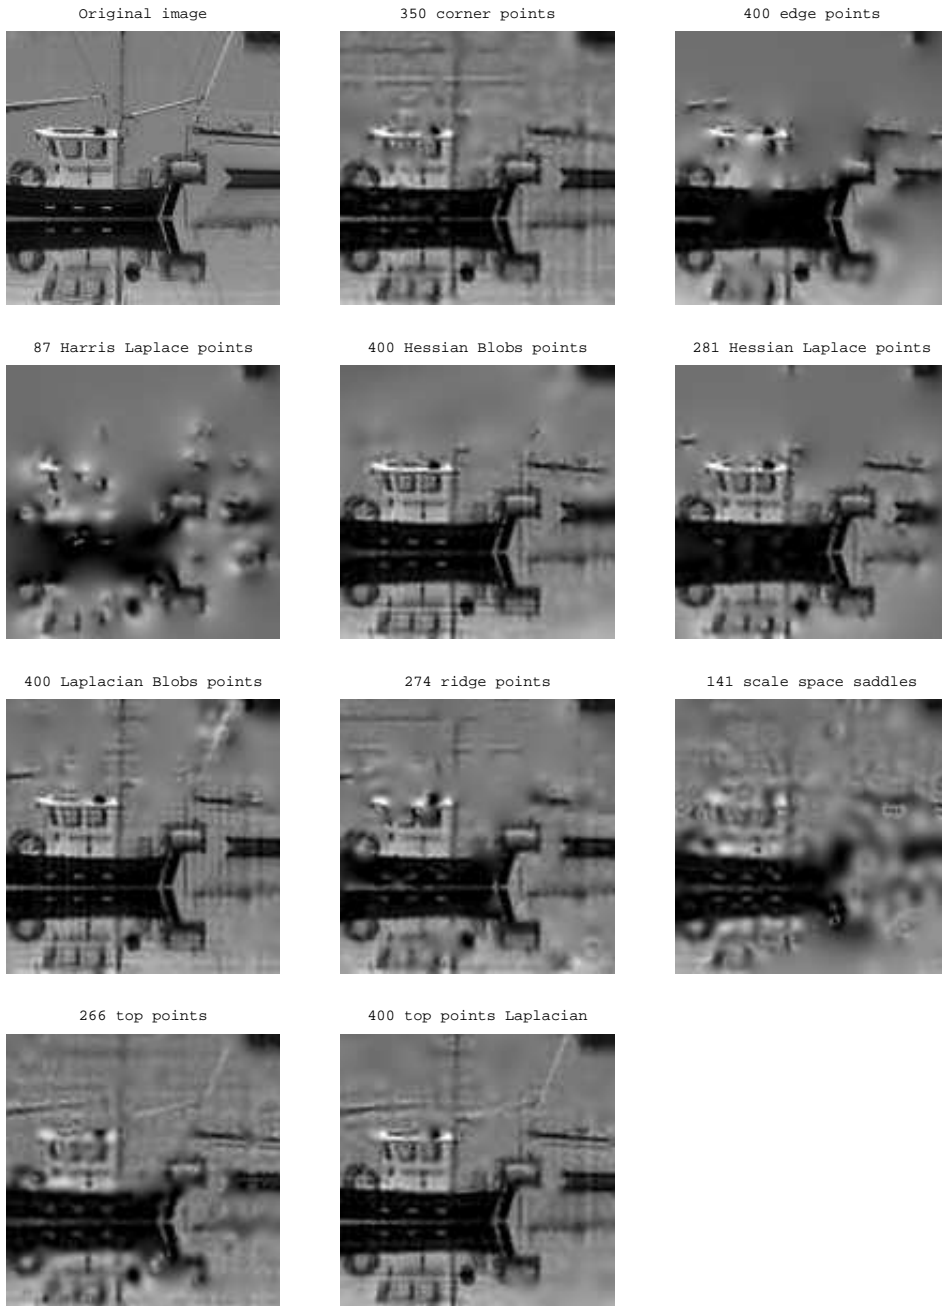 Original image
350 corner points
400 edge points
87 Harris Laplace points
400 Hessian Blobs points
281 Hessian Laplace points
400 Laplacian Blobs points
274 ridge points
141 scale space saddles
266 top points
400 top points Laplacian